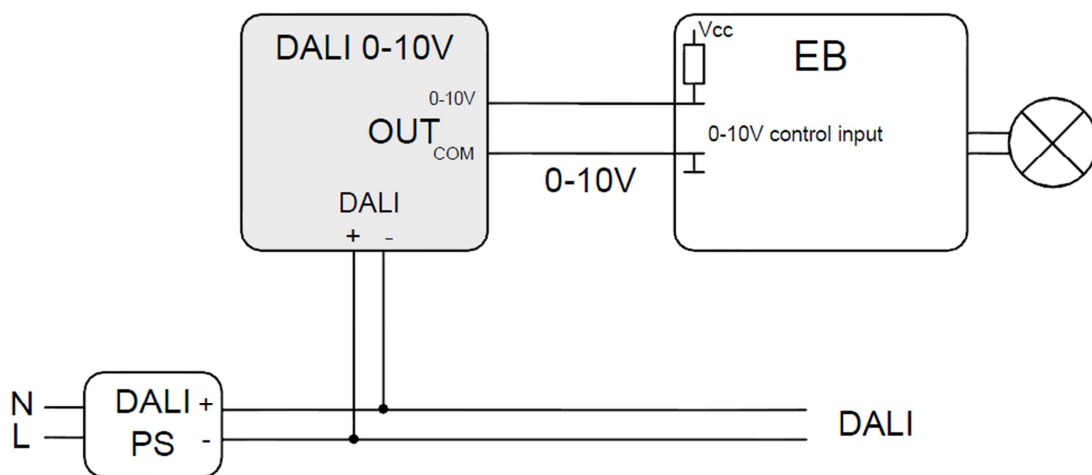 DALI 0-10V
0-10V
OUT
COM
DALI
+ -
0-10V
Vcc
EB
0-10V control input
N
L
DALI +
PS -
DALI